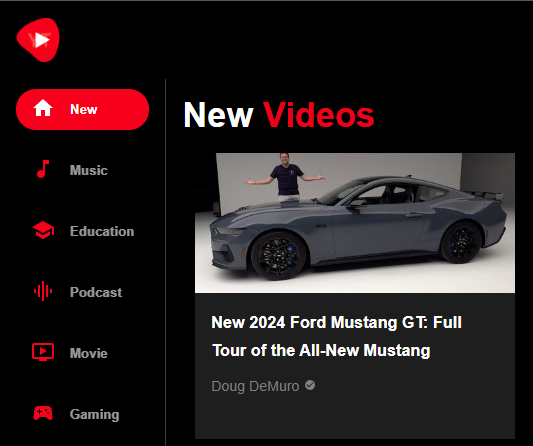 New
Music
Education
Podcast
Movie
Gaming
New Videos
New 2024 Ford Mustang GT: Full
Tour of the All-New Mustang
Doug DeMuro